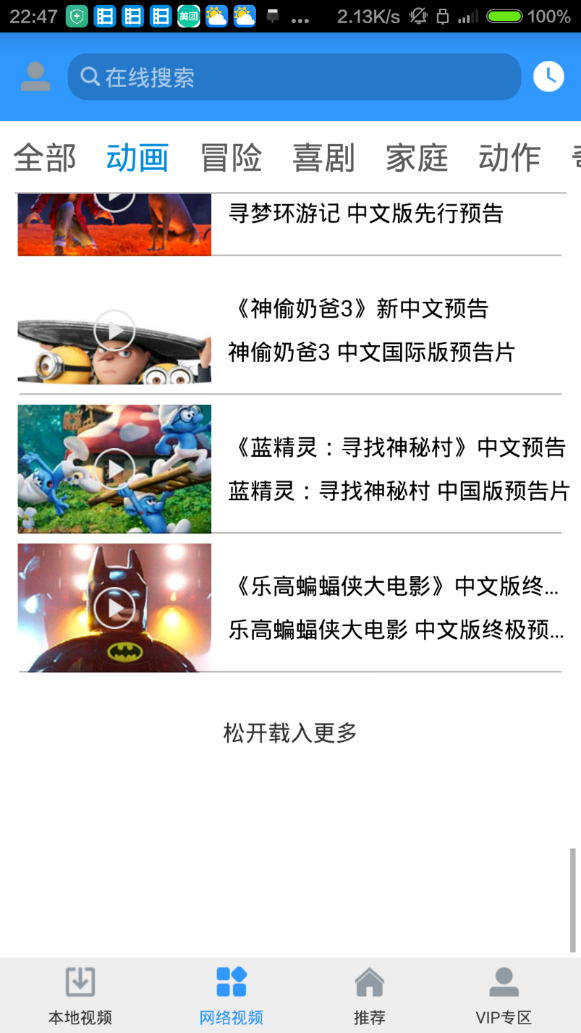 22:47 英团 ... 2.13K/s 100%
在线搜索
全部 动画 冒险 喜剧 家庭 动作
寻梦环游记 中文版先行预告
《神偷奶爸3》新中文预告
神偷奶爸3 中文国际版预告片
《蓝精灵：寻找神秘村》中文预告
蓝精灵：寻找神秘村 中国版预告片
《乐高蝙蝠侠大电影》中文版终...
乐高蝙蝠侠大电影 中文版终极预...
松开载入更多
本地视频 网络视频 推荐 VIP专区